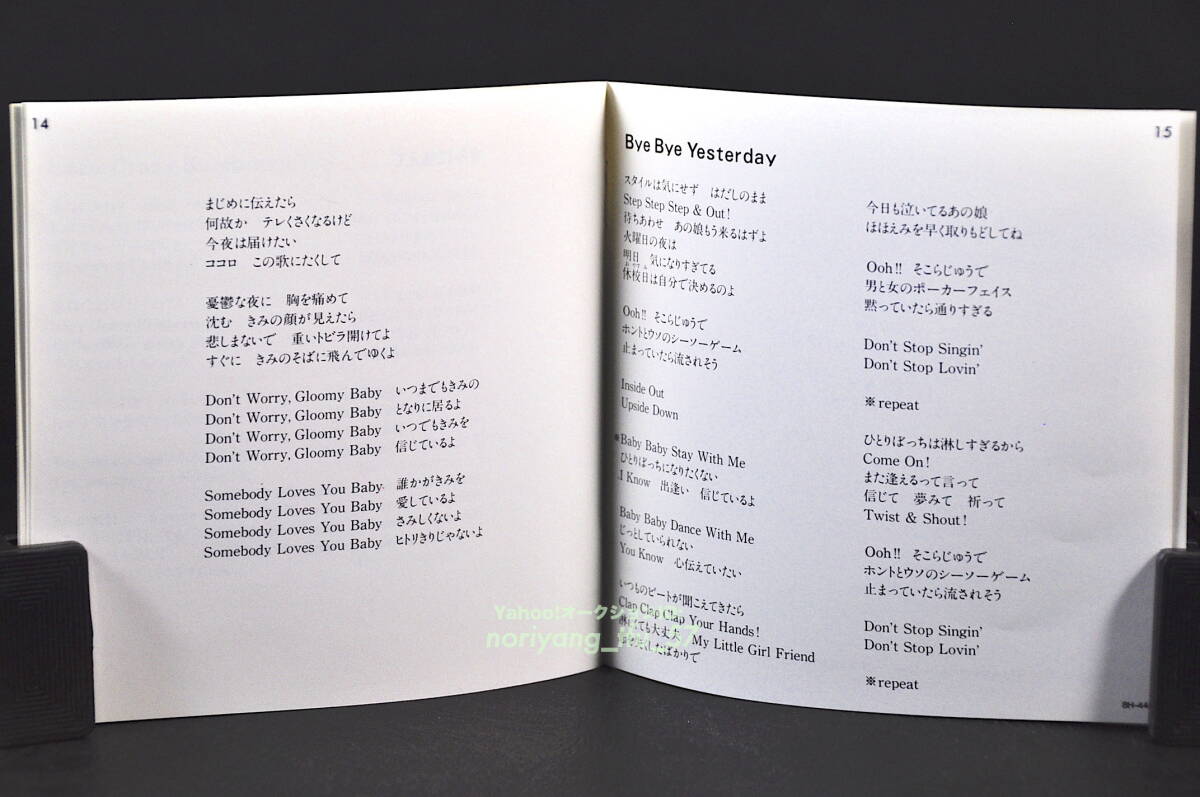 14
まじめに伝えたら
何故か テレくさくなるけど
今夜は届けたい
ココロ この歌にたくして
憂鬱な夜に 胸を痛めて
沈む きみの顔が見えたら
悲しまないで 重いトビラ開けてよ
すぐに きみのそばに飛んでゆくよ
Don't Worry, Gloomy Baby いつまでもきみの
Don't Worry, Gloomy Baby となりに居るよ
Don't Worry, Gloomy Baby いつでもきみを
Don't Worry, Gloomy Baby 信じているよ
Somebody Loves You Baby 誰かがきみを
Somebody Loves You Baby 愛しているよ
Somebody Loves You Baby さみしくないよ
Somebody Loves You Baby ヒトリきりじゃないよ
15
Bye Bye Yesterday
スタイルは気にせず はだしのまま
Step Step Step & Out!
待ちあわせ あの娘もう来るはずよ
火曜日の夜は
明日 気になりすぎてる
休校日は自分で決めるのよ
Ooh!! そこらじゅうで
ホントとウソのシーソーゲーム
止まっていたら流されそう
Inside Out
Upside Down
※Baby Baby Stay With Me
ひとりぼっちになりたくない
I Know 出逢い 信じているよ
Baby Baby Dance With Me
じっとしていられない
You Know 心伝えていたい
いつものビートが聞こえてきたら
Clap Clap Clap Your Hands!
ても大丈夫 My Little Girl Friend
したばかりで
今日も泣いてるあの娘
ほほえみを早く取りもどしてね
Ooh!! そこらじゅうで
男と女のポーカーフェイス
黙っていたら通りすぎる
Don't Stop Singin'
Don't Stop Lovin'
※repeat
ひとりぼっちは淋しすぎるから
Come On!
また逢えるって言って
信じて 夢みて 祈って
Twist & Shout!
Ooh!! そこらじゅうで
ホントとウソのシーソーゲーム
止まっていたら流されそう
Don't Stop Singin'
Don't Stop Lovin'
※repeat
8H-44
Yahoo!オークション
noriyang_